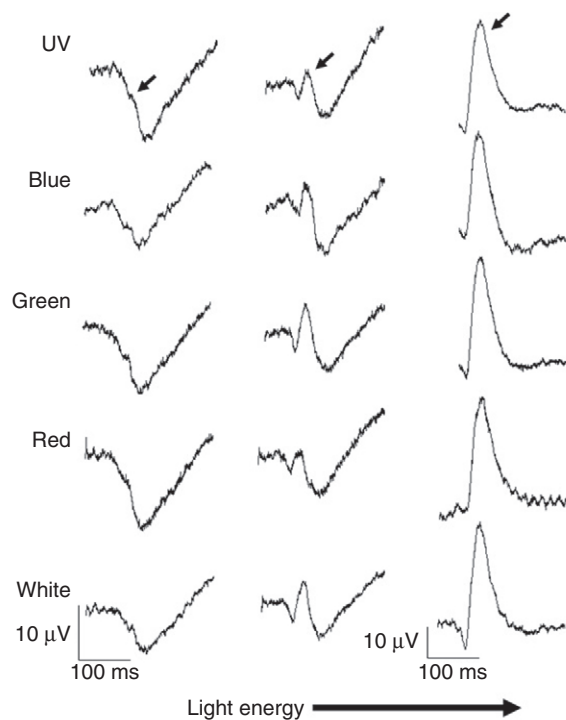 UV
Blue
Green
Red
White
10 μV
100 ms
10 μV
100 ms
Light energy